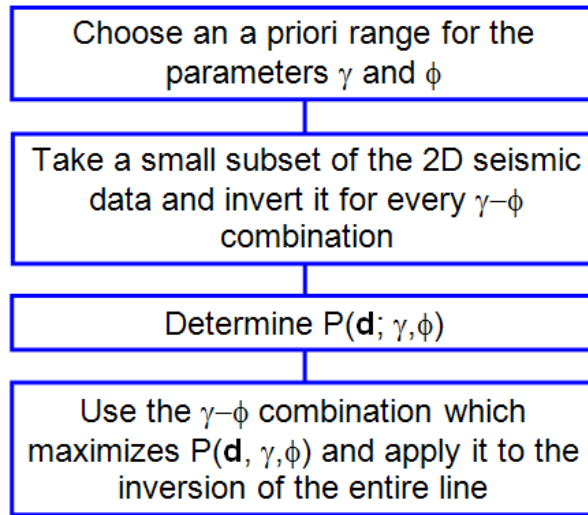 Choose an a priori range for the
parameters γ and ϕ
Take a small subset of the 2D seismic
data and invert it for every γ−ϕ
combination
Determine P(d; γ,ϕ)
Use the γ−ϕ combination which
maximizes P(d, γ,ϕ) and apply it to the
inversion of the entire line